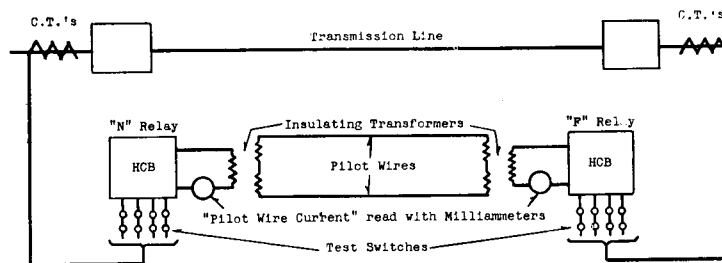 C.T.'s
C.T.'s
Transmission Line
"N" Relay
Insulating Transformers
"F" Relay
HCB
Pilot Wires
HCB
"Pilot Wire Current" read with Milliammeters
Test Switches